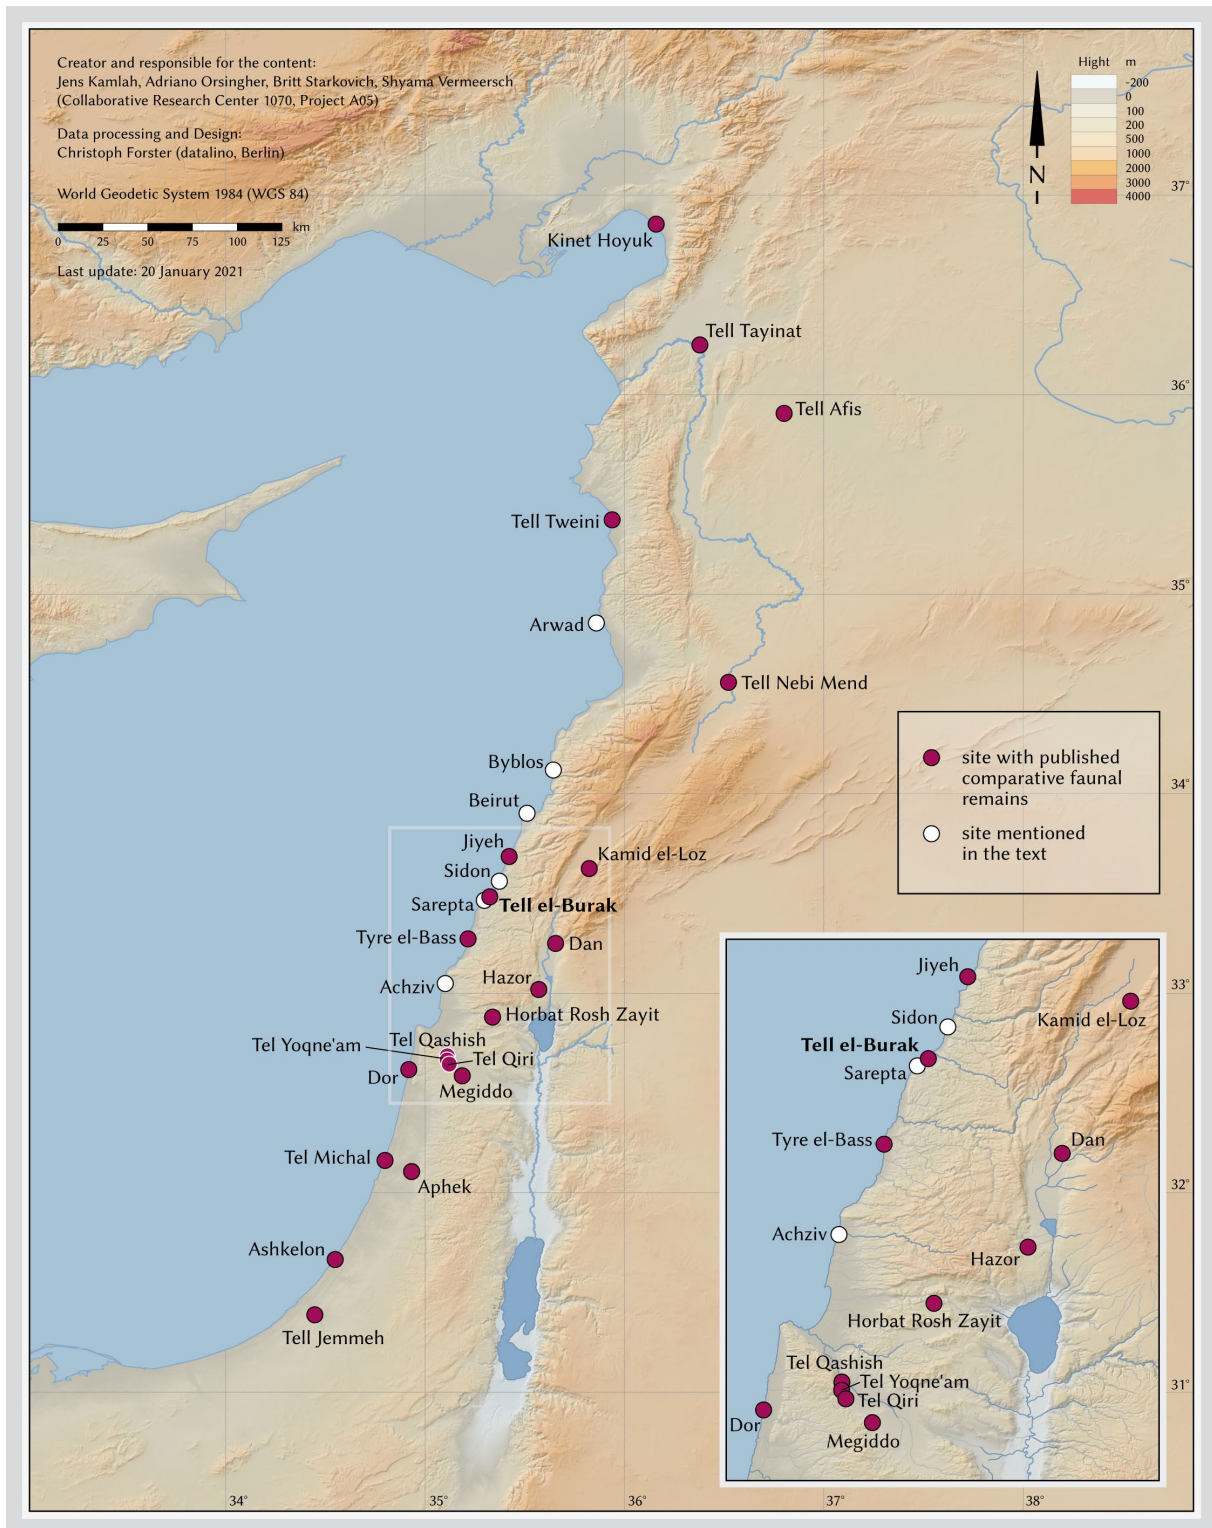 Creator and responsible for the content:
Jens Kamlah, Adriano Orsingher, Britt Starkovich, Shyama Vermeersch
(Collaborative Research Center 1070, Project A05)
Data processing and Design:
Christoph Forster (datalino, Berlin)
World Geodetic System 1984 (WGS 84)
km
0 25 50 75 100 125
Last update: 20 January 2021
Hight m
-200
0
100
200
500
1000
2000
3000
4000
N
37°
Kinet Hoyuk
Tell Tayinat
36°
Tell Afis
Tell Tweini
35°
Arwad
Tell Nebi Mend
Byblos
34°
Beirut
Jiyeh
Kamid el-Loz
Sidon
Sarepta
Tell el-Burak
Tyre el-Bass
Dan
Hazor
Achziv
33°
Horbat Rosh Zayit
Tel Qashish
Tel Yoqne'am
Tel Qiri
Dor
Megiddo
Tel Michal
Aphek
32°
Ashkelon
Tell Jemmeh
31°
34°
35°
36°
37°
38°
site with published
comparative faunal
remains
site mentioned
in the text
Jiyeh
Kamid el-Loz
Sidon
Tell el-Burak
Sarepta
Tyre el-Bass
Dan
Achziv
Hazor
Horbat Rosh Zayit
Tel Qashish
Tel Yoqne'am
Tel Qiri
Dor
Megiddo